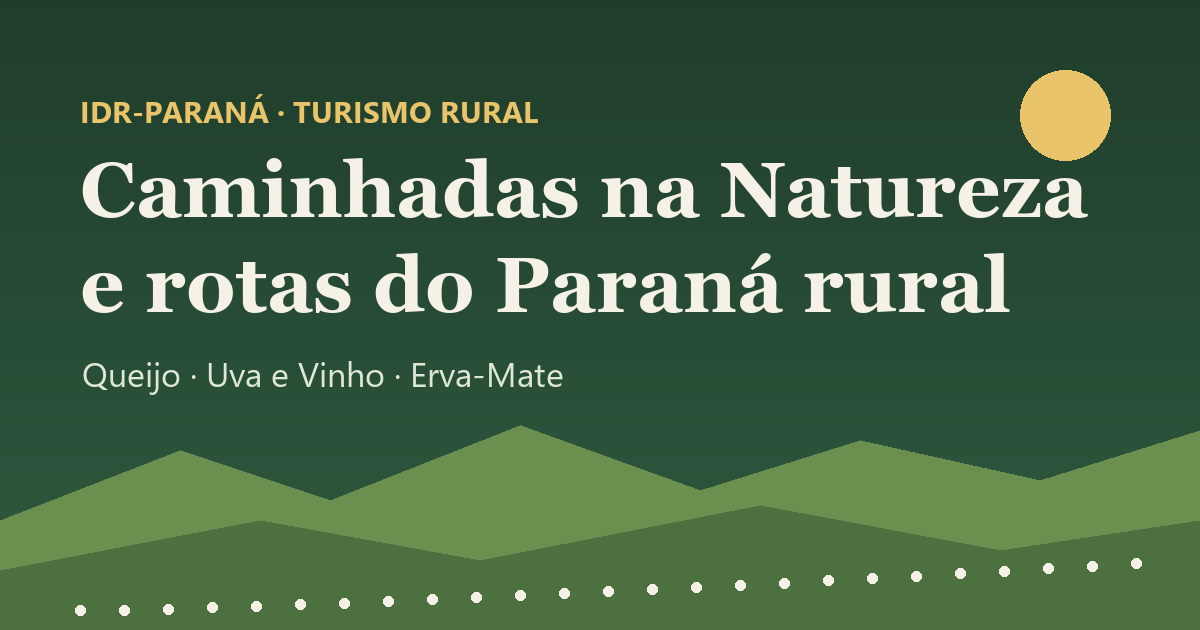 IDR-PARANÁ · TURISMO RURAL
Caminhadas na Natureza
e rotas do Paraná rural
Queijo · Uva e Vinho · Erva-Mate